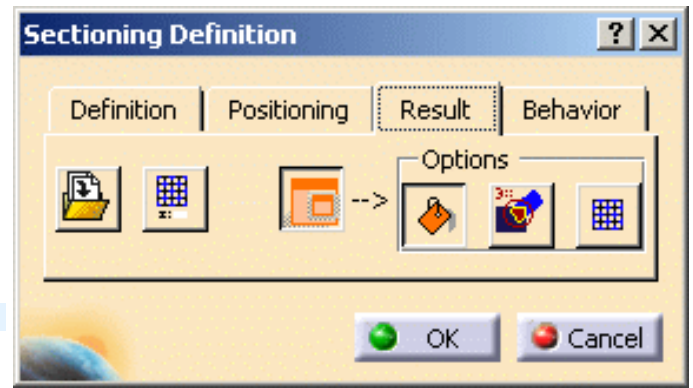 Sectioning Definition
Definition Positioning Result Behavior
Options
-->
OK Cancel